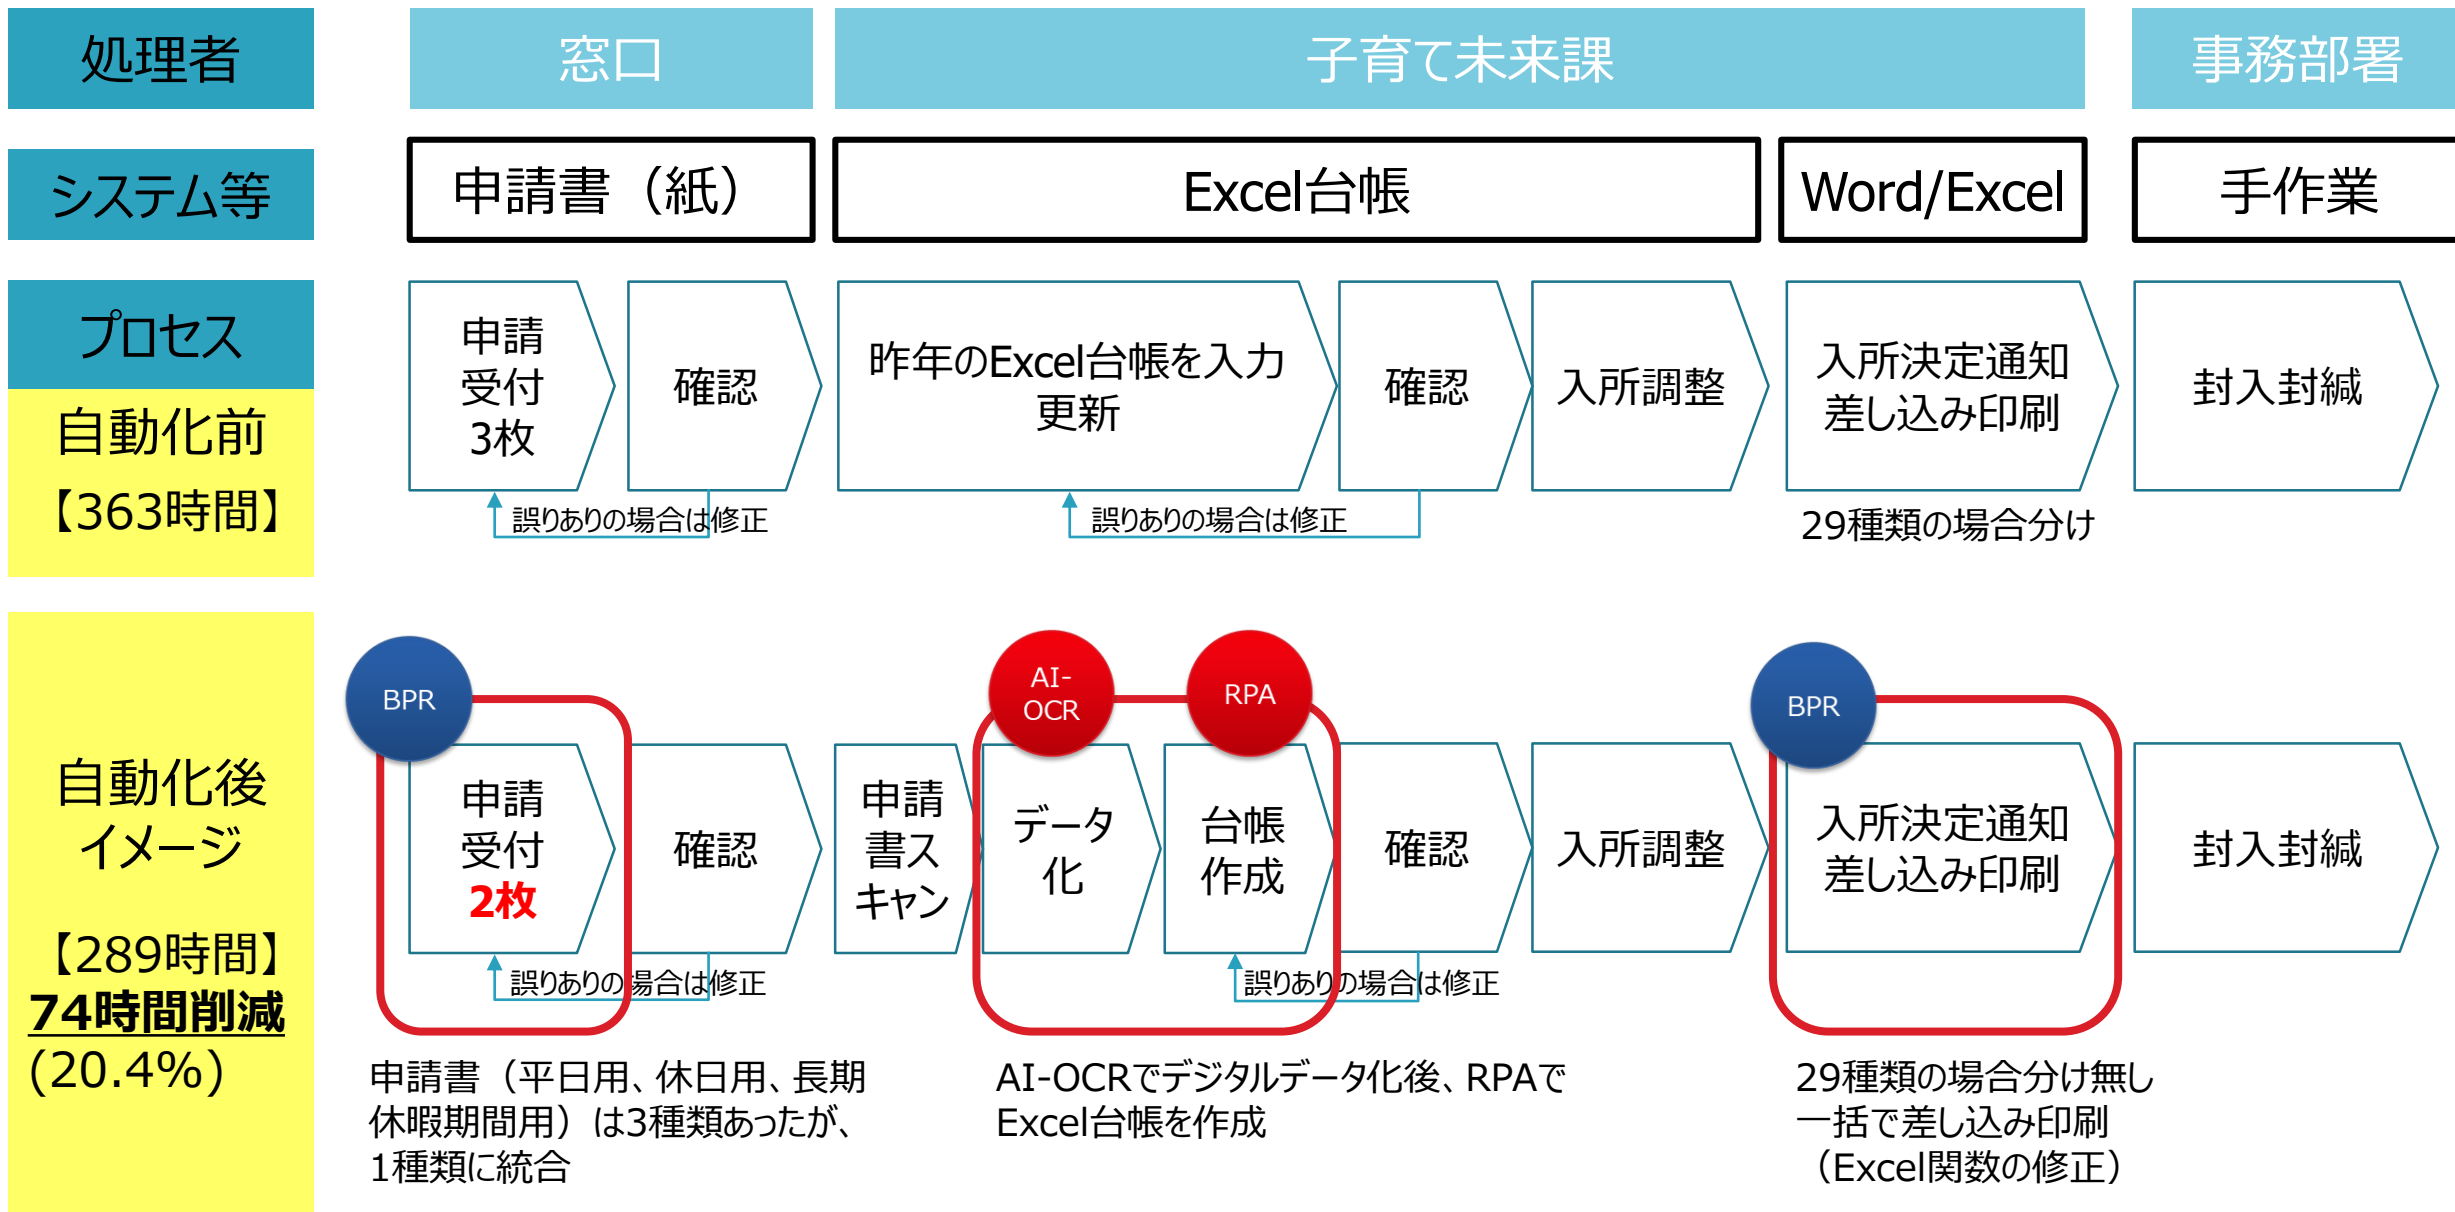 処理者
窓口
子育て未来課
事務部署
システム等
申請書（紙）
Excel台帳
Word/Excel
手作業
プロセス
自動化前
【363時間】
申請
受付
3枚
確認
昨年のExcel台帳を入力
更新
確認
入所調整
入所決定通知
差し込み印刷
封入封緘
誤りありの場合は修正
誤りありの場合は修正
29種類の場合分け
自動化後
イメージ
【289時間】
74時間削減
(20.4%)
BPR
AI-
OCR
RPA
BPR
申請
受付
2枚
確認
申請
書ス
キャン
データ
化
台帳
作成
確認
入所調整
入所決定通知
差し込み印刷
封入封緘
誤りありの場合は修正
誤りありの場合は修正
申請書（平日用、休日用、長期
休暇期間用）は3種類あったが、
1種類に統合
AI-OCRでデジタルデータ化後、RPAで
Excel台帳を作成
29種類の場合分け無し
一括で差し込み印刷
（Excel関数の修正）